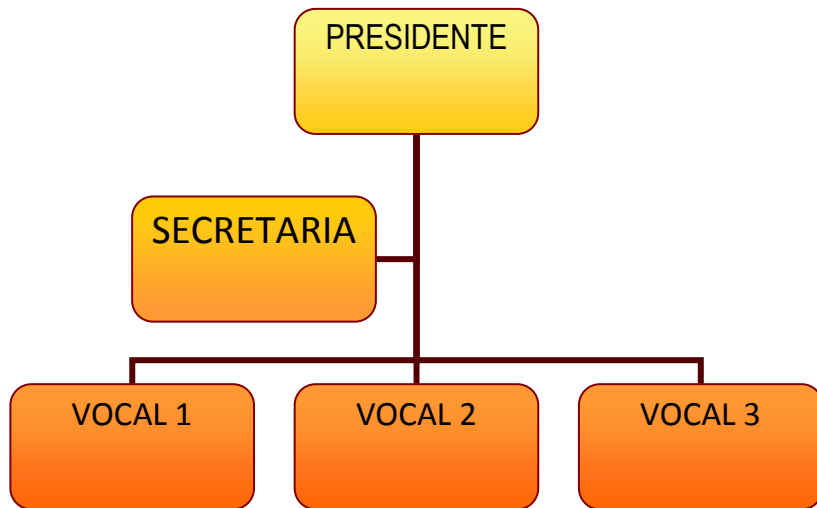 PRESIDENTE
SECRETARIA
VOCAL 1
VOCAL 2
VOCAL 3